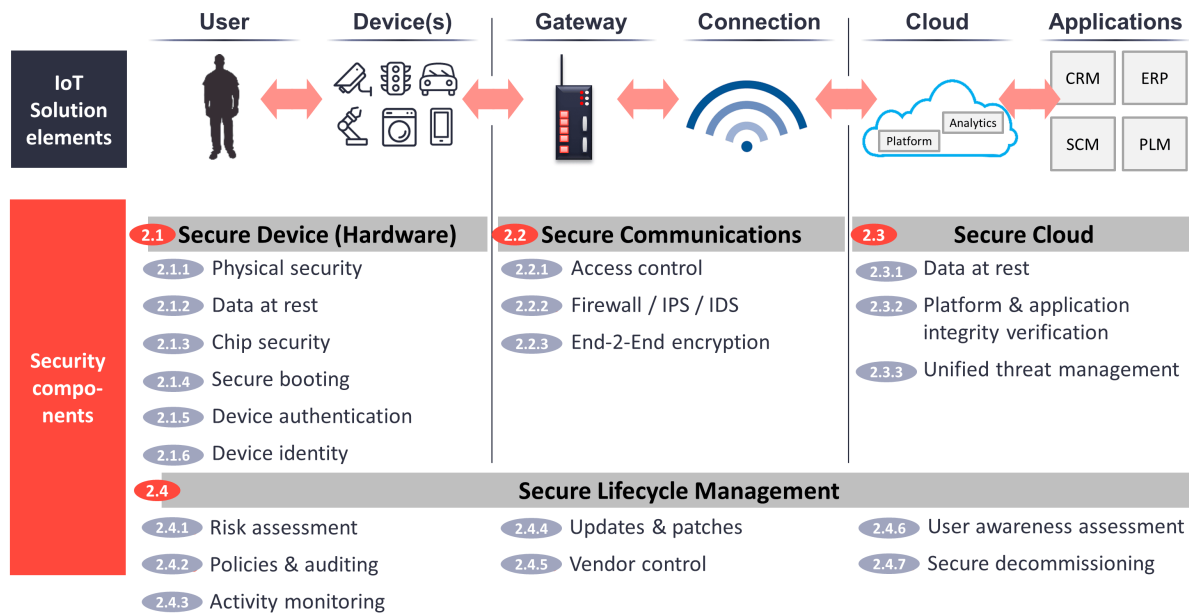 User
Device(s)
Gateway
Connection
Cloud
Applications
IoT
Solution
elements
CRM
ERP
Analytics
Platform
SCM
PLM
Security
compo-
nents
2.1 Secure Device (Hardware)
2.1.1 Physical security
2.1.2 Data at rest
2.1.3 Chip security
2.1.4 Secure booting
2.1.5 Device authentication
2.1.6 Device identity
2.2 Secure Communications
2.2.1 Access control
2.2.2 Firewall / IPS / IDS
2.2.3 End-2-End encryption
2.3 Secure Cloud
2.3.1 Data at rest
2.3.2 Platform & application
integrity verification
2.3.3 Unified threat management
2.4 Secure Lifecycle Management
2.4.1 Risk assessment
2.4.2 Policies & auditing
2.4.3 Activity monitoring
2.4.4 Updates & patches
2.4.5 Vendor control
2.4.6 User awareness assessment
2.4.7 Secure decommissioning